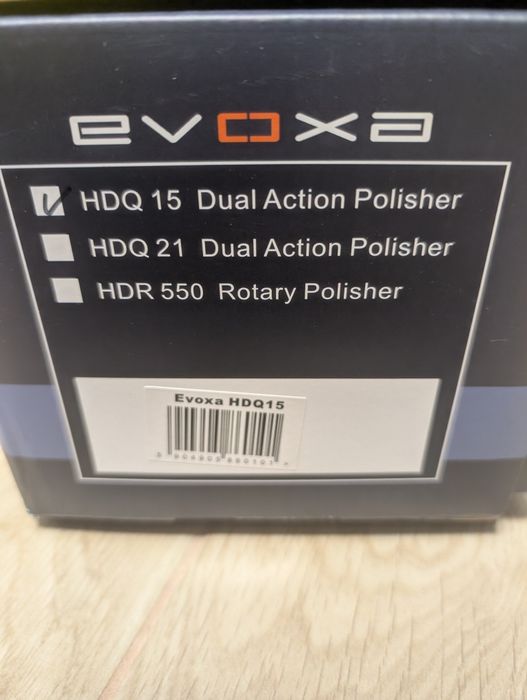 evoxa
HDQ 15 Dual Action Polisher
HDQ 21 Dual Action Polisher
HDR 550 Rotary Polisher
Evoxa HDQ15